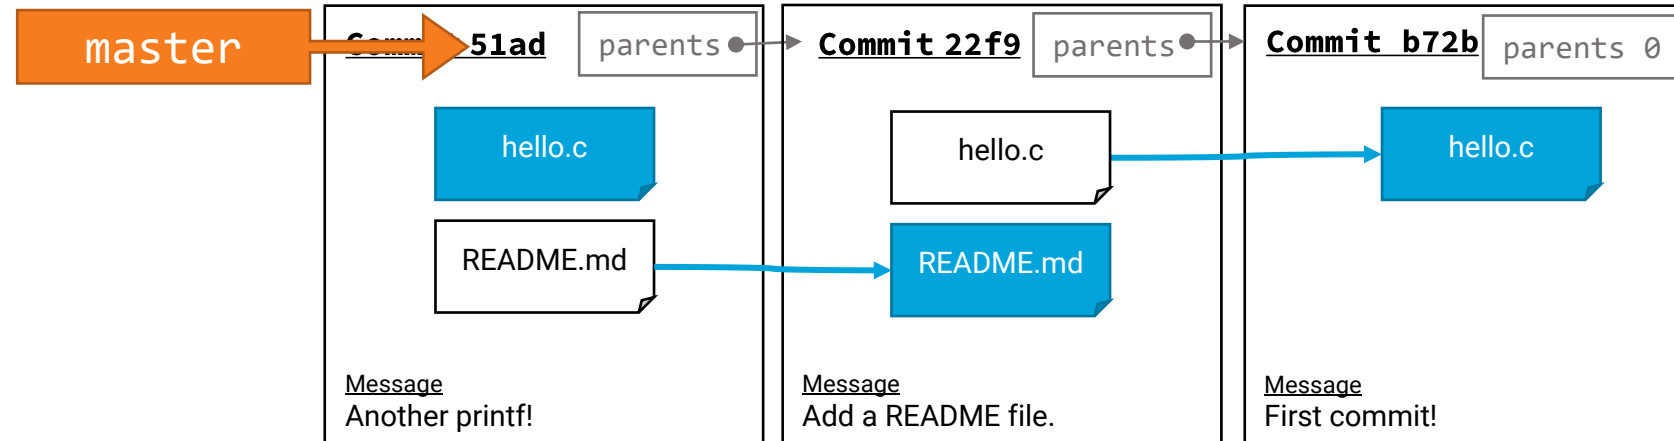 master
Commit 51ad
parents
hello.c
README.md
Message
Another printf!
Commit 22f9
parents
hello.c
README.md
Message
Add a README file.
Commit b72b
parents 0
hello.c
Message
First commit!